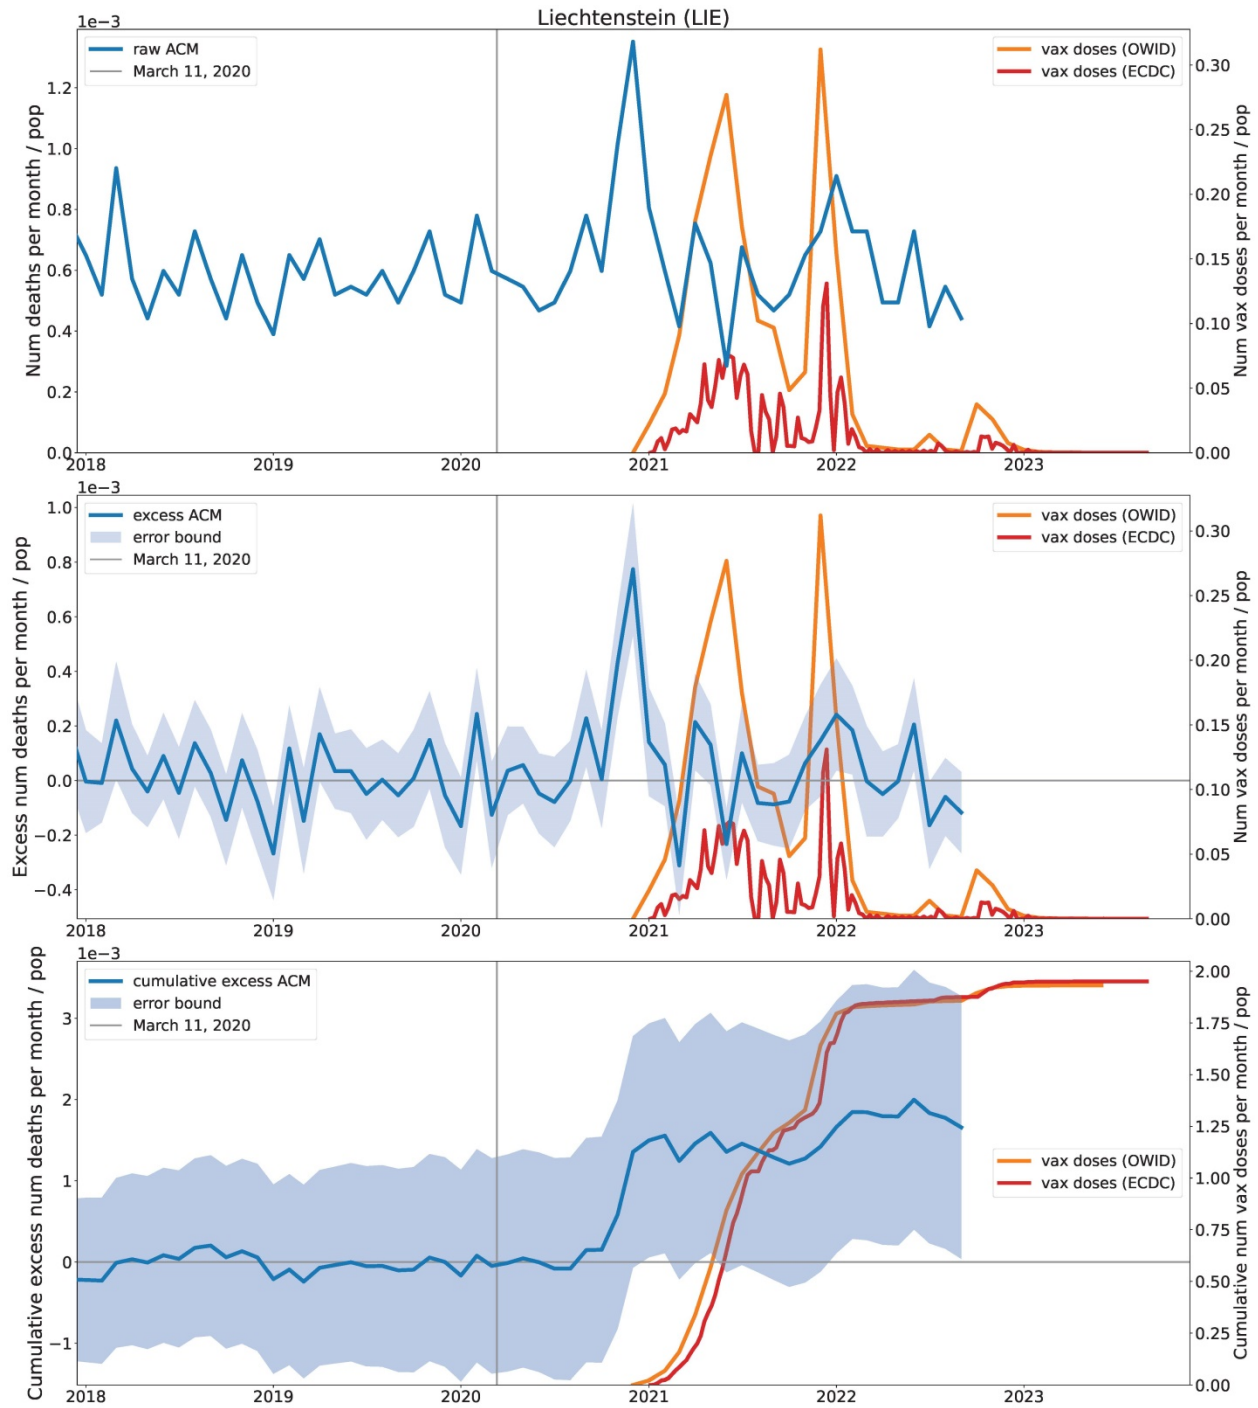 Liechtenstein (LIE)
1e−3
raw ACM
March 11, 2020
vax doses (OWID)
vax doses (ECDC)
Num deaths per month / pop
1.2
1.0
0.8
0.6
0.4
0.2
0.0
Num vax doses per month / pop
0.30
0.25
0.20
0.15
0.10
0.05
0.00
2018 2019 2020 2021 2022 2023
1e−3
excess ACM
error bound
March 11, 2020
vax doses (OWID)
vax doses (ECDC)
Excess num deaths per month / pop
1.0
0.8
0.6
0.4
0.2
0.0
−0.2
−0.4
Num vax doses per month / pop
0.30
0.25
0.20
0.15
0.10
0.05
0.00
2018 2019 2020 2021 2022 2023
1e−3
cumulative excess ACM
error bound
March 11, 2020
vax doses (OWID)
vax doses (ECDC)
Cumulative excess num deaths per month / pop
3
2
1
0
−1
Cumulative num vax doses per month / pop
2.00
1.75
1.50
1.25
1.00
0.75
0.50
0.25
0.00
2018 2019 2020 2021 2022 2023